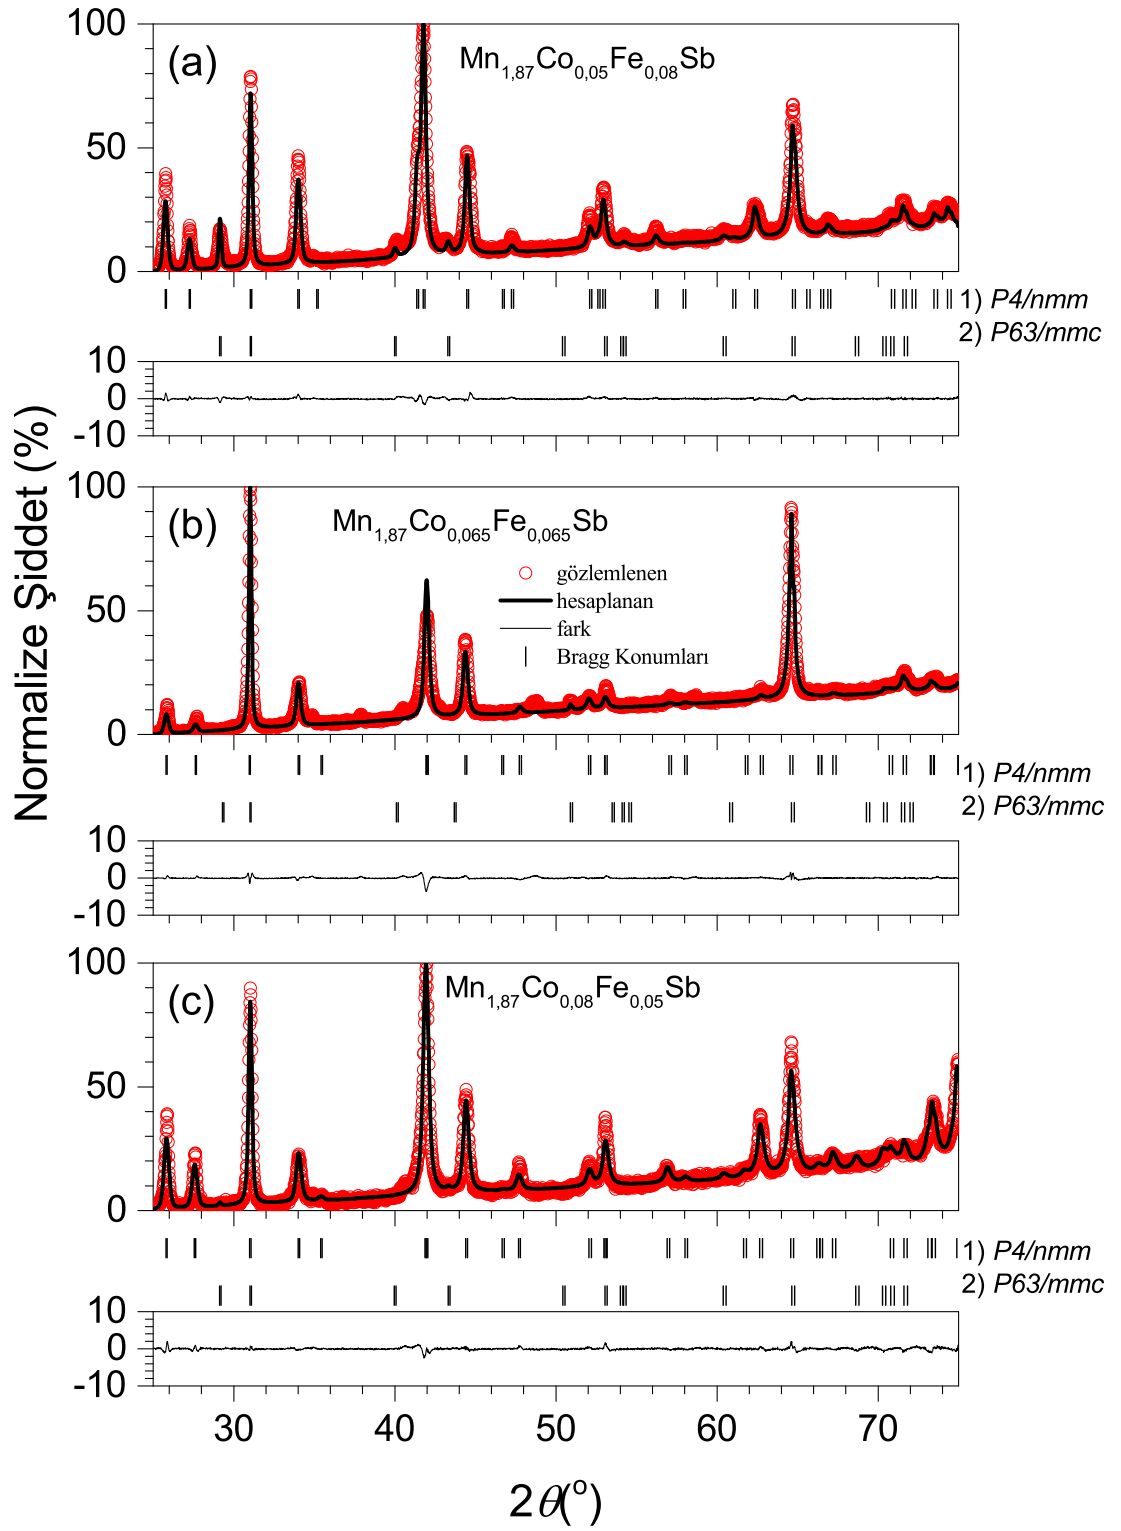 Normalize Şiddet (%)
100
50
0
(a)
Mn1,87Co0,05Fe0,08Sb
1) P4/nmm
2) P63/mmc
10
0
-10
100
50
0
(b)
Mn1,87Co0,065Fe0,065Sb
gözlemlenen
hesaplanan
fark
Bragg Konumları
1) P4/nmm
2) P63/mmc
10
0
-10
100
50
0
(c)
Mn1,87Co0,08Fe0,05Sb
1) P4/nmm
2) P63/mmc
10
0
-10
30 40 50 60 70
2θ(o)